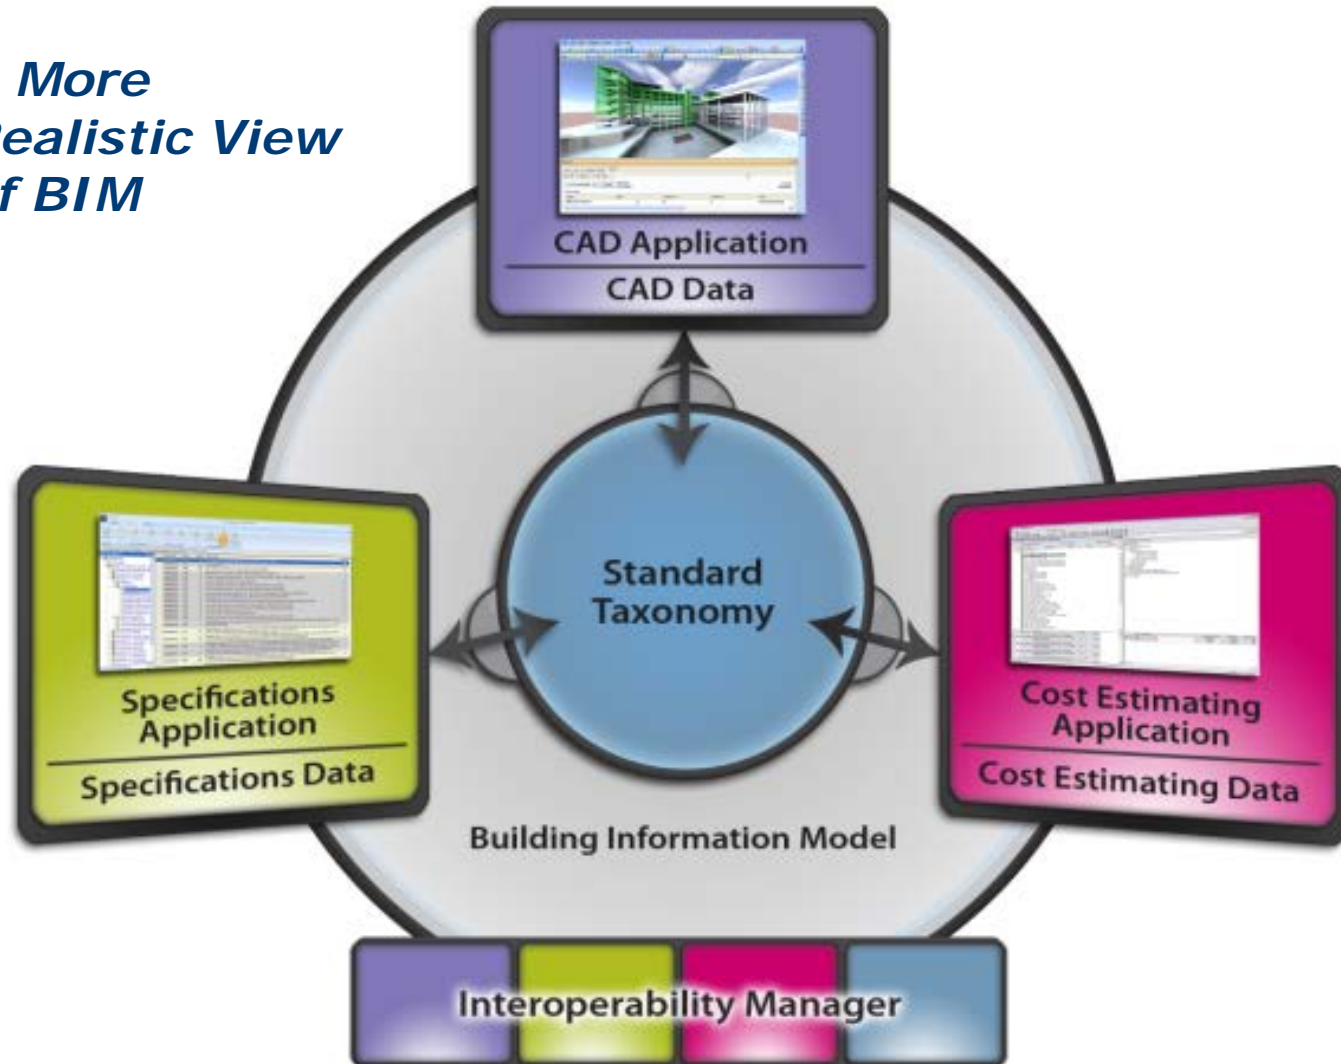 More
ealistic View
f BIM
CAD Application
CAD Data
Standard
Taxonomy
Specifications
Application
Specifications Data
Cost Estimating
Application
Cost Estimating Data
Building Information Model
Interoperability Manager